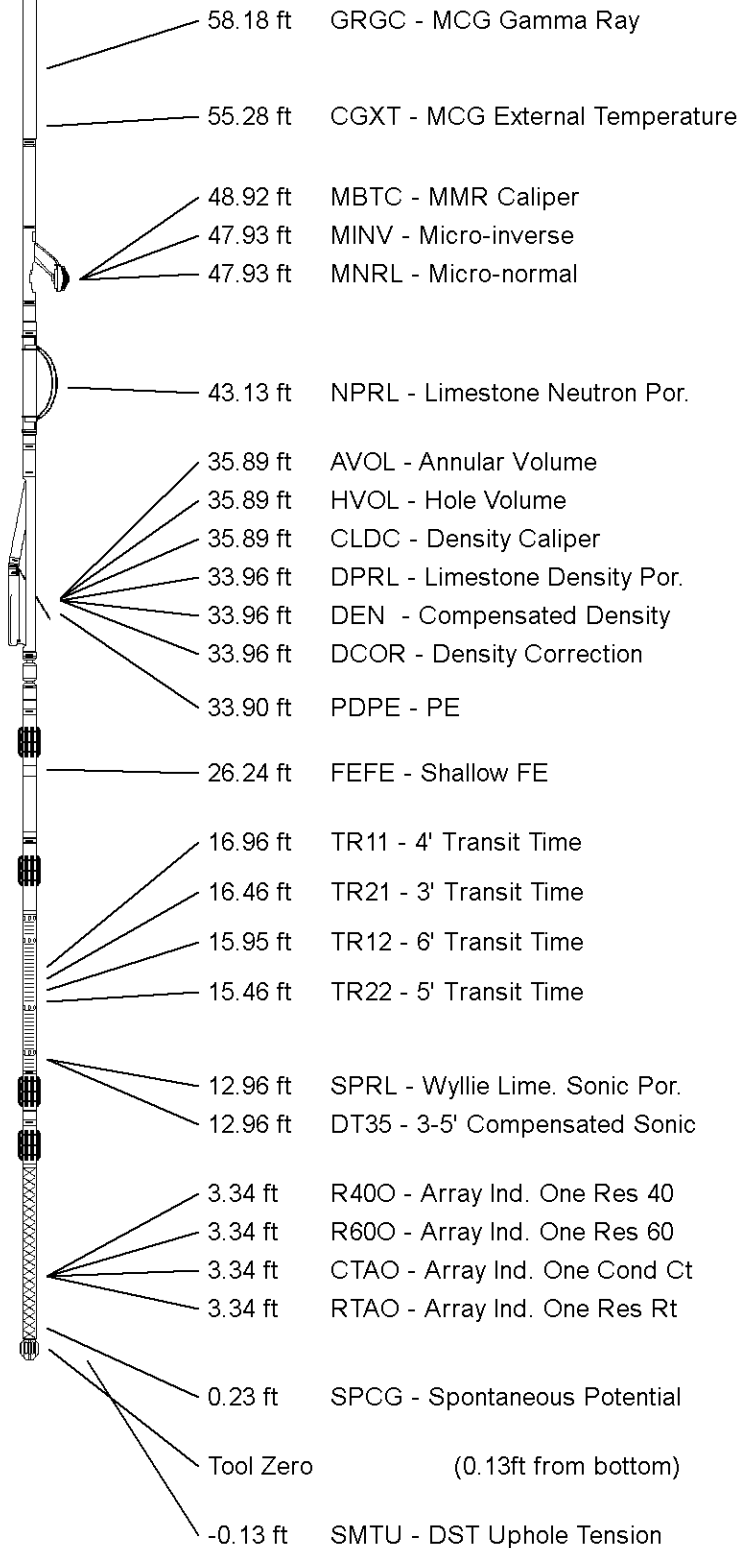 58.18 ft GRGC - MCG Gamma Ray
55.28 ft CGXT - MCG External Temperature
48.92 ft MBTC - MMR Caliper
47.93 ft MINV - Micro-inverse
47.93 ft MNRL - Micro-normal
43.13 ft NPRL - Limestone Neutron Por.
35.89 ft AVOL - Annular Volume
35.89 ft HVOL - Hole Volume
35.89 ft CLDC - Density Caliper
33.96 ft DPRL - Limestone Density Por.
33.96 ft DEN - Compensated Density
33.96 ft DCOR - Density Correction
33.90 ft PDPE - PE
26.24 ft FEFE - Shallow FE
16.96 ft TR11 - 4' Transit Time
16.46 ft TR21 - 3' Transit Time
15.95 ft TR12 - 6' Transit Time
15.46 ft TR22 - 5' Transit Time
12.96 ft SPRL - Wyllie Lime. Sonic Por.
12.96 ft DT35 - 3-5' Compensated Sonic
3.34 ft R40O - Array Ind. One Res 40
3.34 ft R60O - Array Ind. One Res 60
3.34 ft CTAO - Array Ind. One Cond Ct
3.34 ft RTAO - Array Ind. One Res Rt
0.23 ft SPCG - Spontaneous Potential
Tool Zero (0.13ft from bottom)
-0.13 ft SMTU - DST Uphole Tension